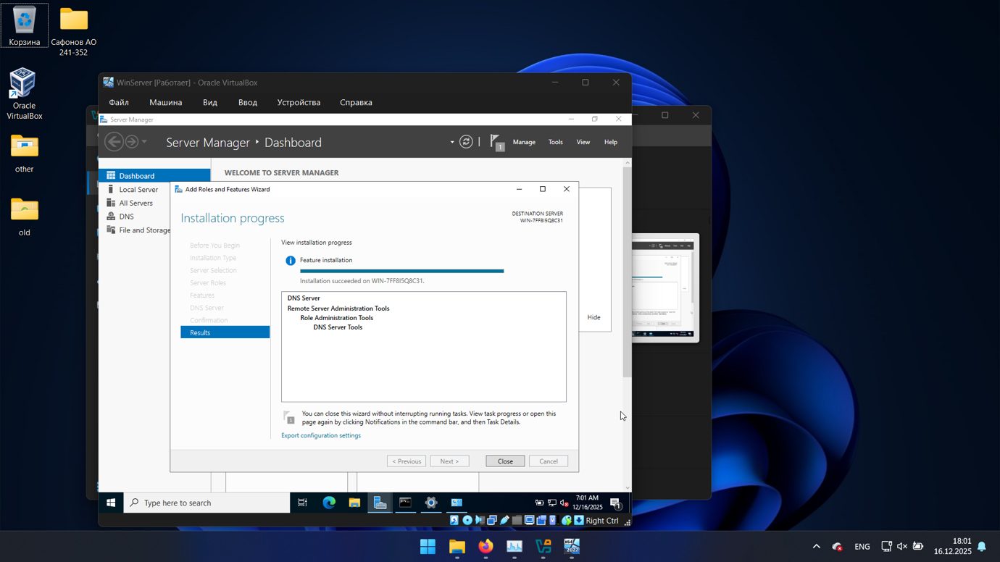 Корзина
Сафонов АО
241-352
Oracle
VirtualBox
other
old
WinServer [Работает] - Oracle VirtualBox
Файл Машина Вид Ввод Устройства Справка
Server Manager
Server Manager ‣ Dashboard
1
Manage Tools View Help
Dashboard
Local Server
All Servers
DNS
File and Storage
WELCOME TO SERVER MANAGER
Hide
Add Roles and Features Wizard
Installation progress
DESTINATION SERVER
WIN-7FF8I5Q8C31
Before You Begin
Installation Type
Server Selection
Server Roles
Features
DNS Server
Confirmation
Results
View installation progress
Feature installation
Installation succeeded on WIN-7FF8I5Q8C31.
DNS Server
Remote Server Administration Tools
Role Administration Tools
DNS Server Tools
1
You can close this wizard without interrupting running tasks. View task progress or open this
page again by clicking Notifications in the command bar, and then Task Details.
Export configuration settings
< Previous Next > Close Cancel
Type here to search
7:01 AM
12/16/2025
1
Right Ctrl
X64
2022
ENG
18:01
16.12.2025